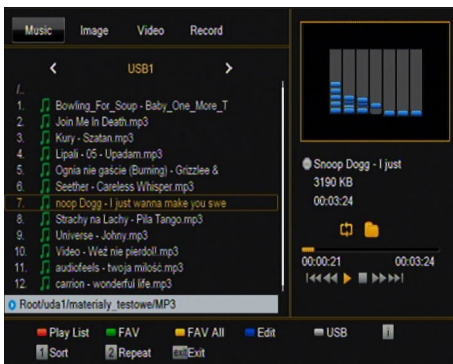 Music Image Video Record
USB1
/..
1. Bowling_For_Soup - Baby_One_More_T
2. Join Me In Death.mp3
3. Kury - Szatan.mp3
4. Lipali - 05 - Upadam.mp3
5. Ognia nie gaście (Burning) - Grizzlee &
6. Seether - Careless Whisper.mp3
7. noop Dogg - I just wanna make you swe
8. Strachy na Lachy - Pila Tango.mp3
9. Universe - Johny.mp3
10. Video - Weź nie pierdoll.mp3
11. audiofeels - twoja miłość.mp3
12. carrion - wonderful life.mp3
Root/uda1/materialy_testowe/MP3
Snoop Dogg - I just
3190 KB
00:03:24
00:00:21 00:03:24
Play List FAV FAV All Edit USB i
1 Sort 2 Repeat exit Exit